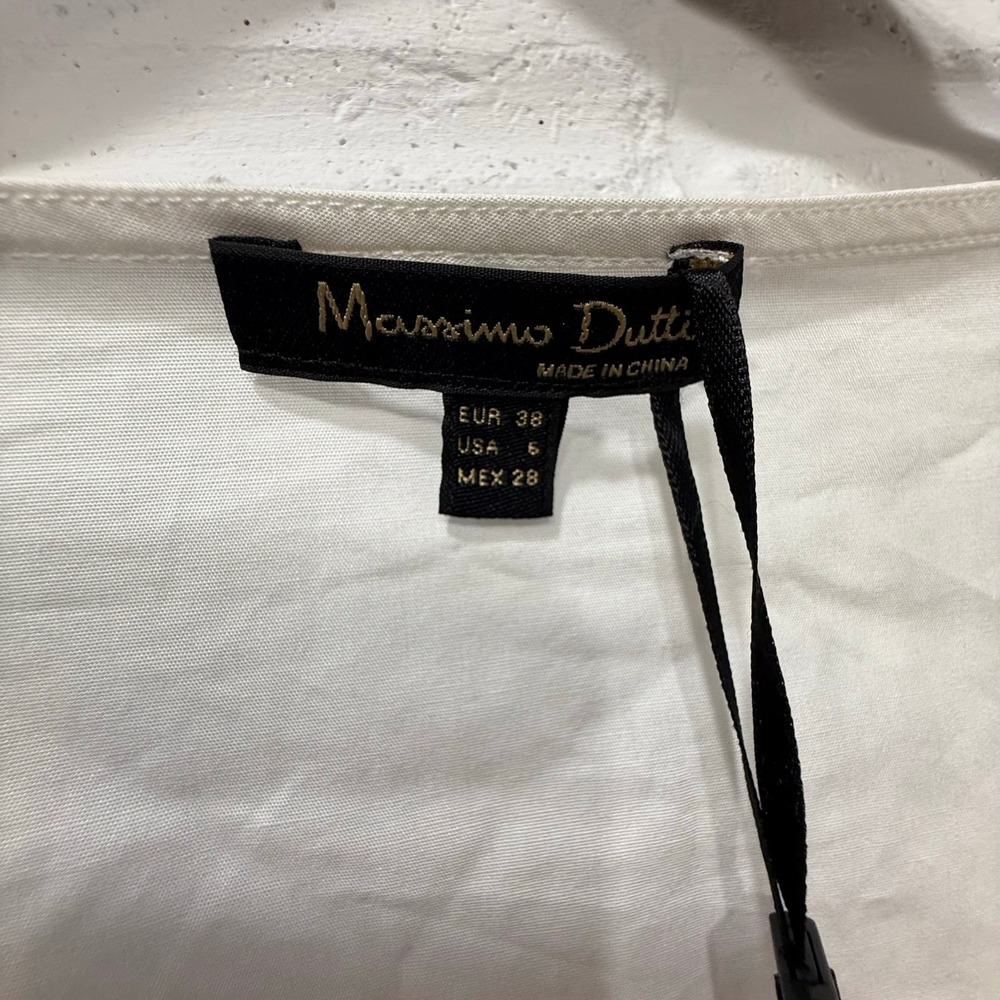 Massimo Dutti
MADE IN CHINA
EUR 38
USA 6
MEX 28